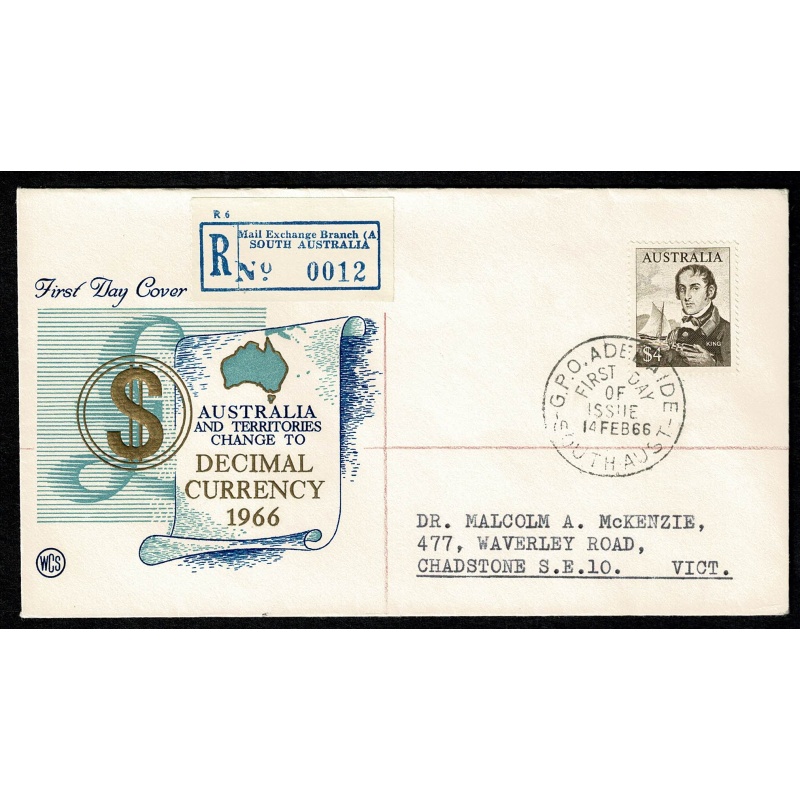 R 6
R
Mail Exchange Branch (A
SOUTH AUSTRALIA
Nº 0012
First Day Cover
$
AUSTRALIA
AND TERRITORIES
CHANGE TO
DECIMAL
CURRENCY
1966
WCS
AUSTRALIA
KING
$4
G.P.O. ADELAIDE
FIRST DAY
OF
ISSUE
14 FEB 66
SOUTH AUST.
DR. MALCOLM A. McKENZIE,
477, WAVERLEY ROAD,
CHADSTONE S.E.10. VICT.